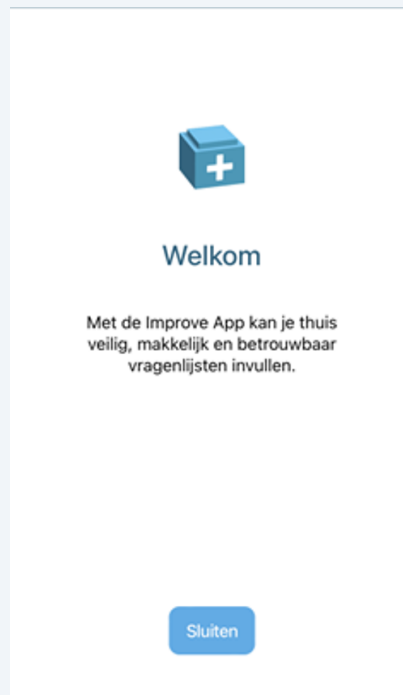 Welkom
Met de Improve App kan je thuis
veilig, makkelijk en betrouwbaar
vragenlijsten invullen.
Sluiten